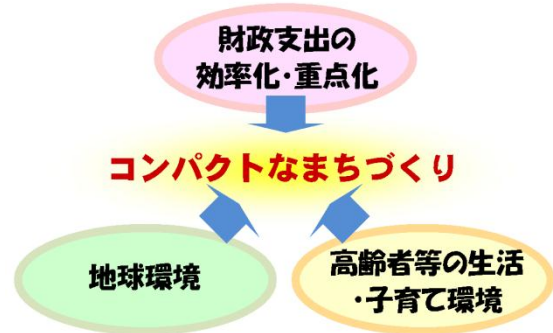 財政支出の
効率化・重点化
コンパクトなまちづくり
地球環境
高齢者等の生活
・子育て環境